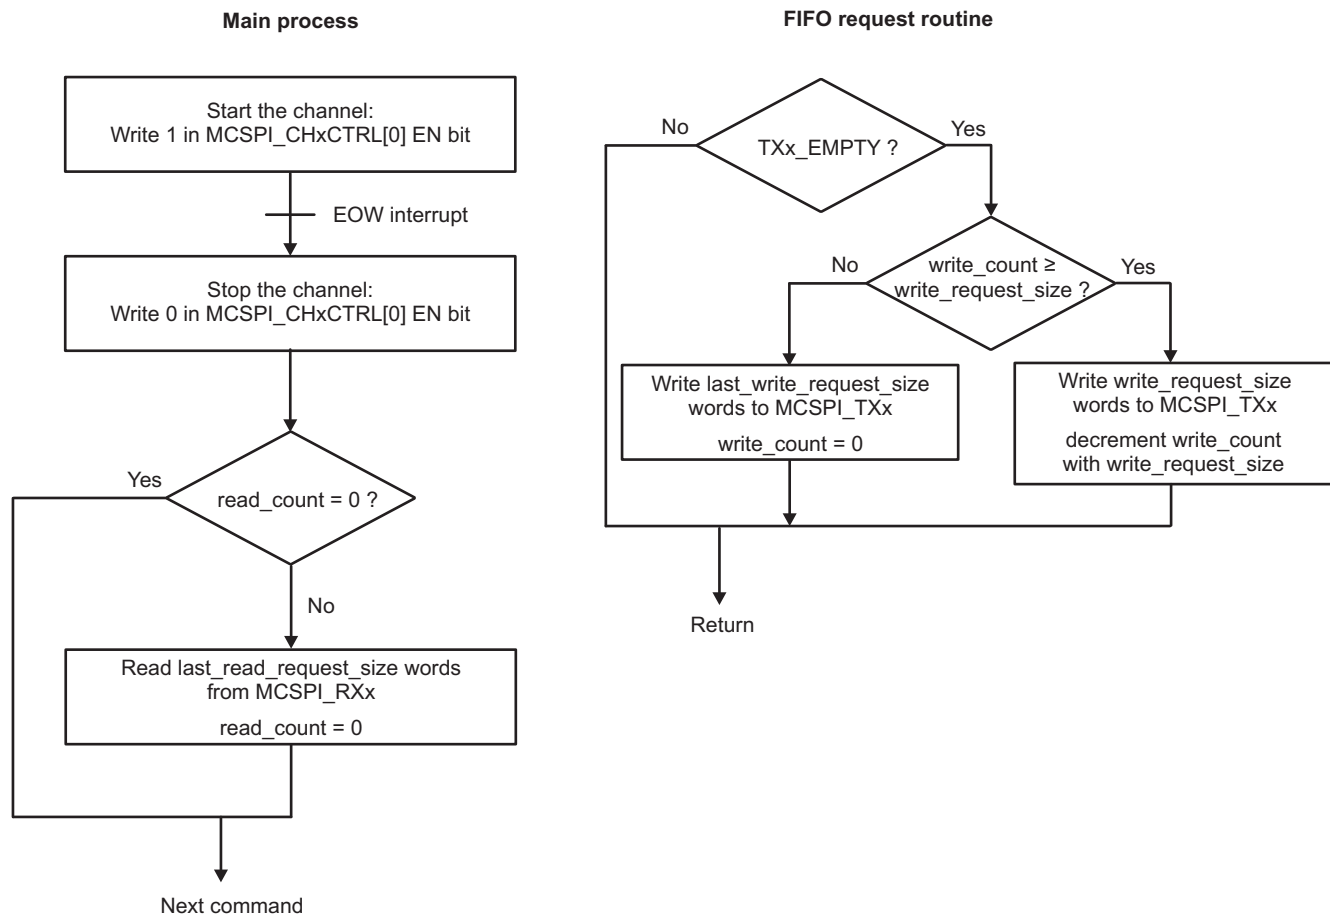 Main process
Start the channel:
Write 1 in MCSPI_CHxCTRL[0] EN bit
EOW interrupt
Stop the channel:
Write 0 in MCSPI_CHxCTRL[0] EN bit
Yes
read_count = 0 ?
No
Read last_read_request_size words
from MCSPI_RXx
read_count = 0
Next command
FIFO request routine
No
TXx_EMPTY ?
Yes
No
write_count ≥
write_request_size ?
Yes
Write last_write_request_size
words to MCSPI_TXx
write_count = 0
Write write_request_size
words to MCSPI_TXx
decrement write_count
with write_request_size
Return